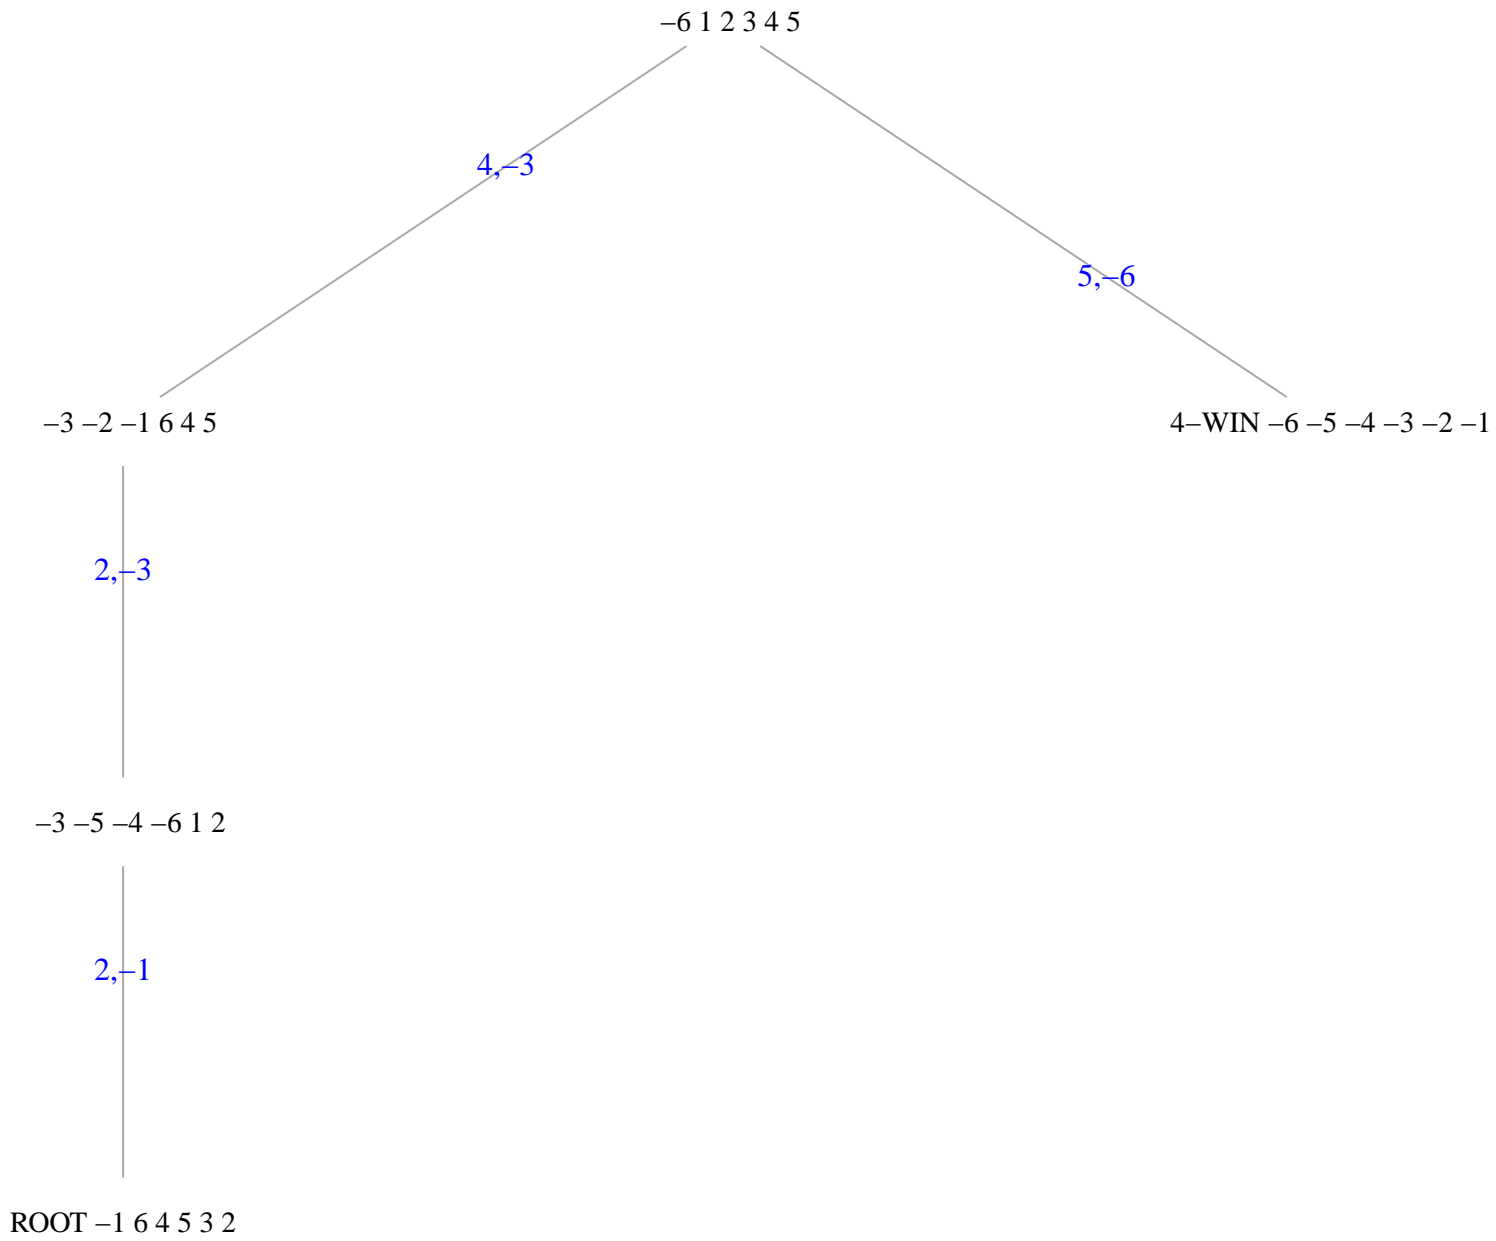 –6 1 2 3 4 5
4,–3
5,–6
–3 –2 –1 6 4 5
4–WIN –6 –5 –4 –3 –2 –1
2,–3
–3 –5 –4 –6 1 2
2,–1
ROOT –1 6 4 5 3 2